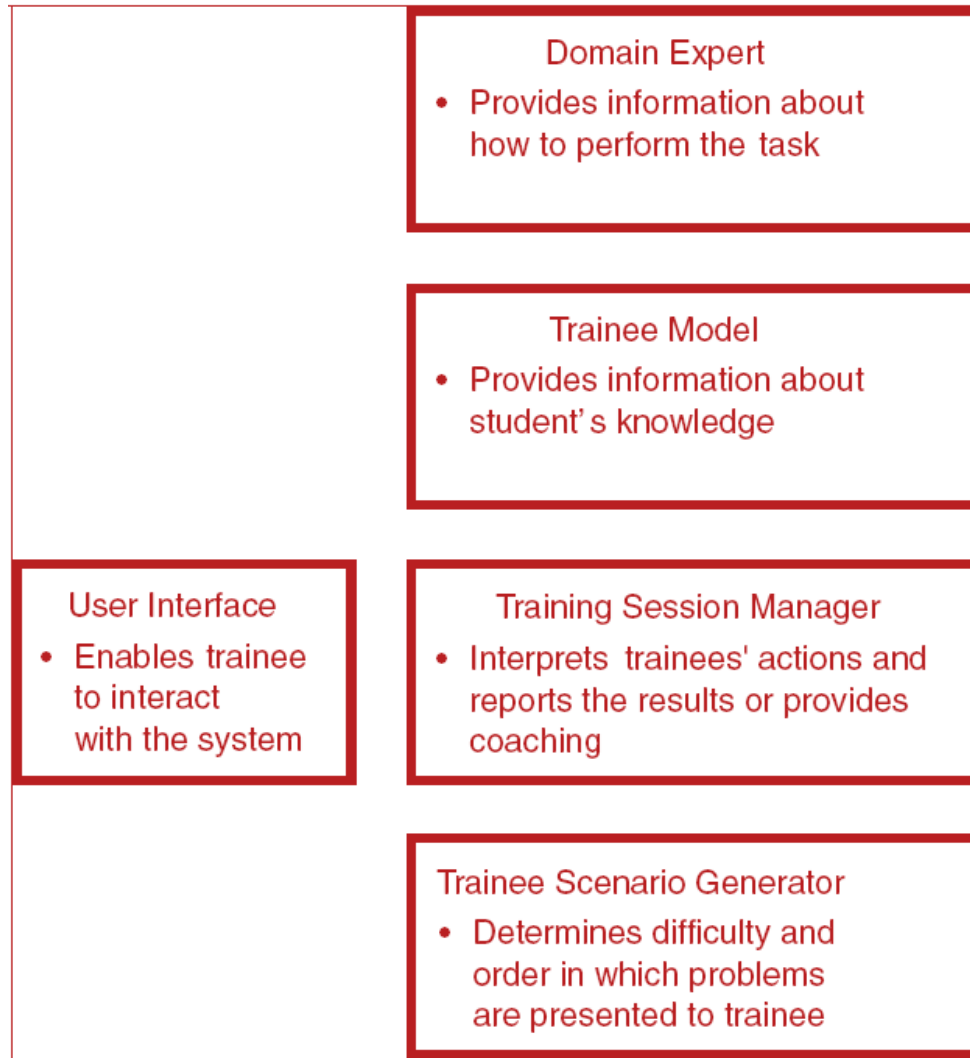 Domain Expert
• Provides information about
how to perform the task
Trainee Model
• Provides information about
student's knowledge
User Interface
• Enables trainee
to interact
with the system
Training Session Manager
• Interprets trainees' actions and
reports the results or provides
coaching
Trainee Scenario Generator
• Determines difficulty and
order in which problems
are presented to trainee